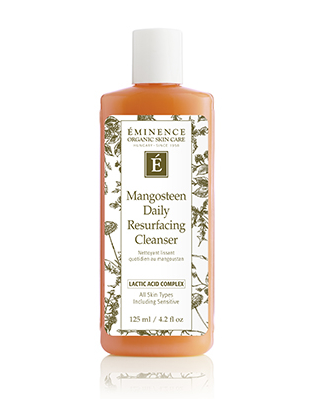 ÉMINENCE
ORGANIC SKIN CARE
HUNGARY · SINCE 1958
É
Mangosteen
Daily
Resurfacing
Cleanser
Nettoyant lissant
quotidien au mangoustan
LACTIC ACID COMPLEX
All Skin Types
Including Sensitive
125 ml / 4.2 fl oz